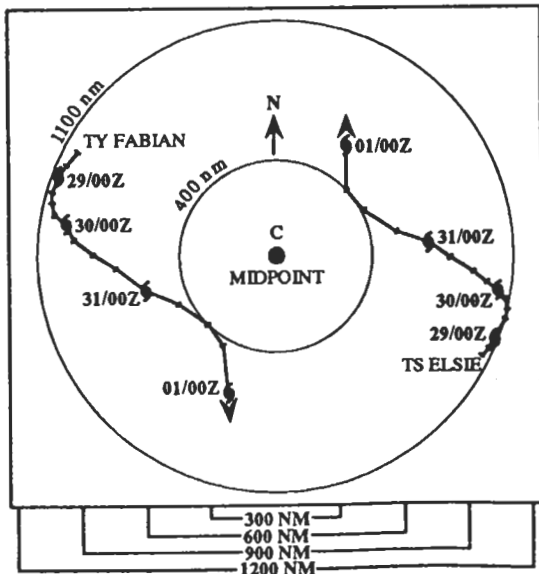 1100 nm
TY FABIAN
N
01/00Z
29/00Z
400 nm
30/00Z
C
MIDPOINT
31/00Z
31/00Z
30/00Z
29/00Z
TS ELSIE
01/00Z
300 NM
600 NM
900 NM
1200 NM